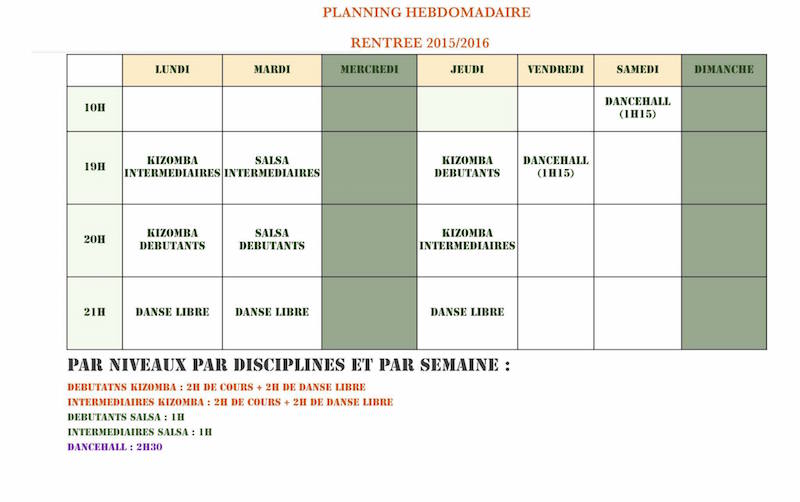 PLANNING HEBDOMADAIRE
RENTREE 2015/2016
LUNDI MARDI MERCREDI JEUDI VENDREDI SAMEDI DIMANCHE
10H DANCEHALL
(1H15)
19H KIZOMBA INTERMEDIAIRES SALSA INTERMEDIAIRES KIZOMBA DEBUTANTS DANCEHALL (1H15)
20H KIZOMBA DEBUTANTS SALSA DEBUTANTS KIZOMBA INTERMEDIAIRES
21H DANSE LIBRE DANSE LIBRE DANSE LIBRE
PAR NIVEAUX PAR DISCIPLINES ET PAR SEMAINE :
DEBUTATNS KIZOMBA : 2H DE COURS + 2H DE DANSE LIBRE
INTERMEDIAIRES KIZOMBA : 2H DE COURS + 2H DE DANSE LIBRE
DEBUTANTS SALSA : 1H
INTERMEDIAIRES SALSA : 1H
DANCEHALL : 2H30